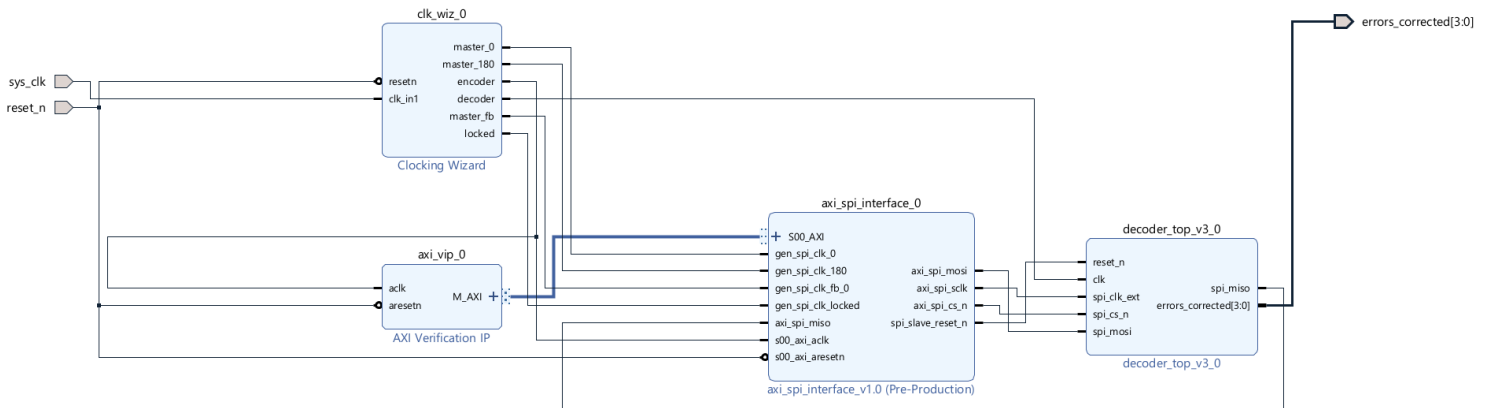 clk_wiz_0
errors_corrected[3:0]
master_0
master_180
sys_clk
resetn
encoder
clk_in1
decoder
reset_n
master_fb
locked
Clocking Wizard
axi_spi_interface_0
decoder_top_v3_0
S00_AXI
axi_vip_0
gen_spi_clk_0
reset_n
gen_spi_clk_180
axi_spi_mosi
clk
aclk
M_AXI
gen_spi_clk_fb_0
axi_spi_sclk
spi_clk_ext
spi_miso
aresetn
gen_spi_clk_locked
axi_spi_cs_n
spi_cs_n
errors_corrected[3:0]
axi_spi_miso
spi_slave_reset_n
spi_mosi
AXI Verification IP
s00_axi_aclk
s00_axi_aresetn
decoder_top_v3_0
axi_spi_interface_v1.0 (Pre-Production)